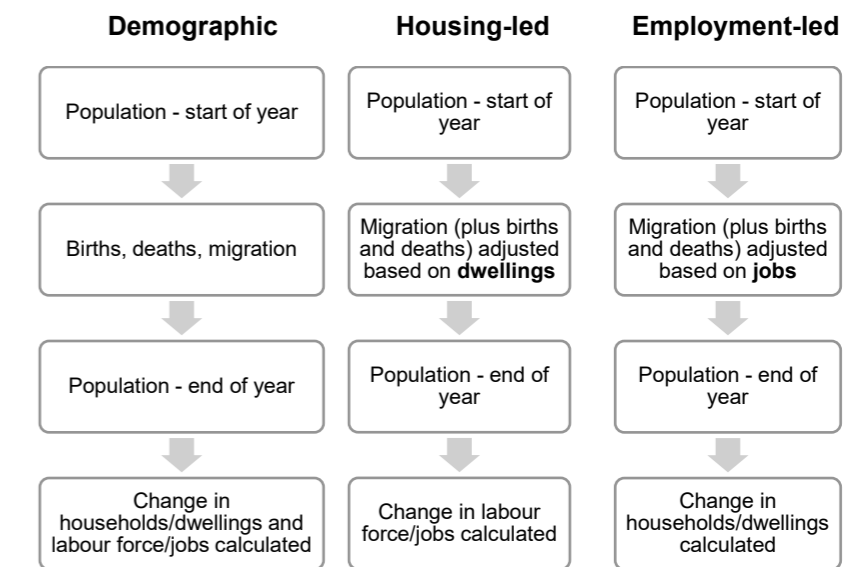 Demographic
Population - start of year
Births, deaths, migration
Population - end of year
Change in
households/dwellings and
labour force/jobs calculated
Housing-led
Population - start of
year
Migration (plus births
and deaths) adjusted
based on dwellings
Population - end of
year
Change in labour
force/jobs calculated
Employment-led
Population - start of
year
Migration (plus births
and deaths) adjusted
based on jobs
Population - end of
year
Change in
households/dwellings
calculated